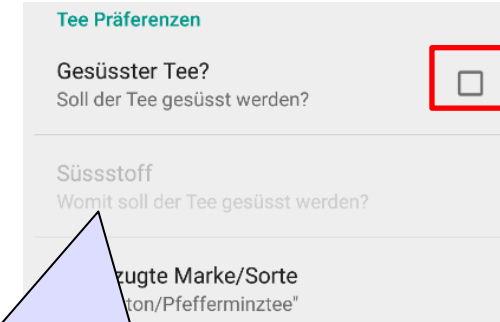 Tee Präferenzen
Gesüsster Tee?
Soll der Tee gesüsst werden?
Süssstoff
Womit soll der Tee gesüsst werden?
zugte Marke/Sorte
ton/Pfefferminztee"